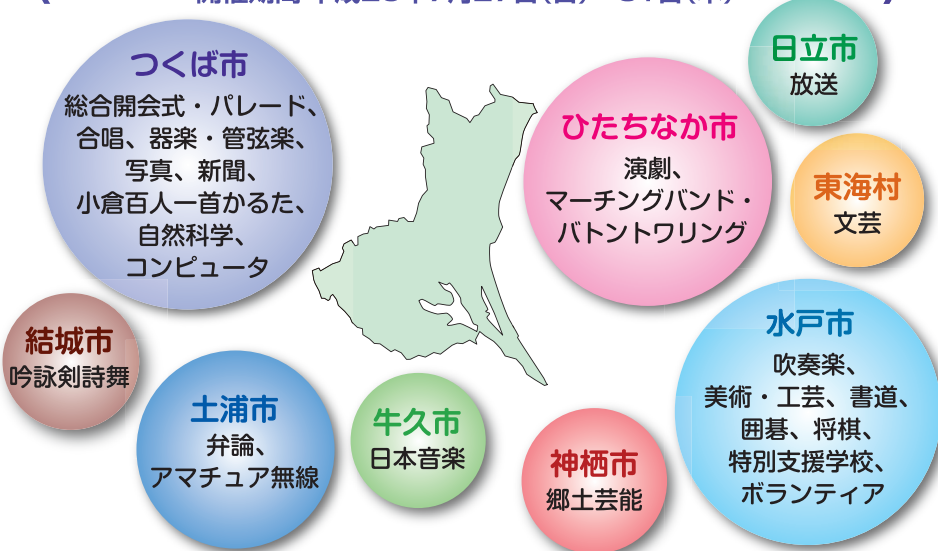 つくば市
総合開会式・パレード、
合唱、器楽・管弦楽、
写真、新聞、
小倉百人一首かるた、
自然科学、
コンピュータ
ひたちなか市
演劇、
マーチングバンド・
バトントワリング
日立市
放送
東海村
文芸
水戸市
吹奏楽、
美術・工芸、書道、
囲碁、将棋、
特別支援学校、
ボランティア
結城市
吟詠剣詩舞
土浦市
弁論、
アマチュア無線
牛久市
日本音楽
神栖市
郷土芸能